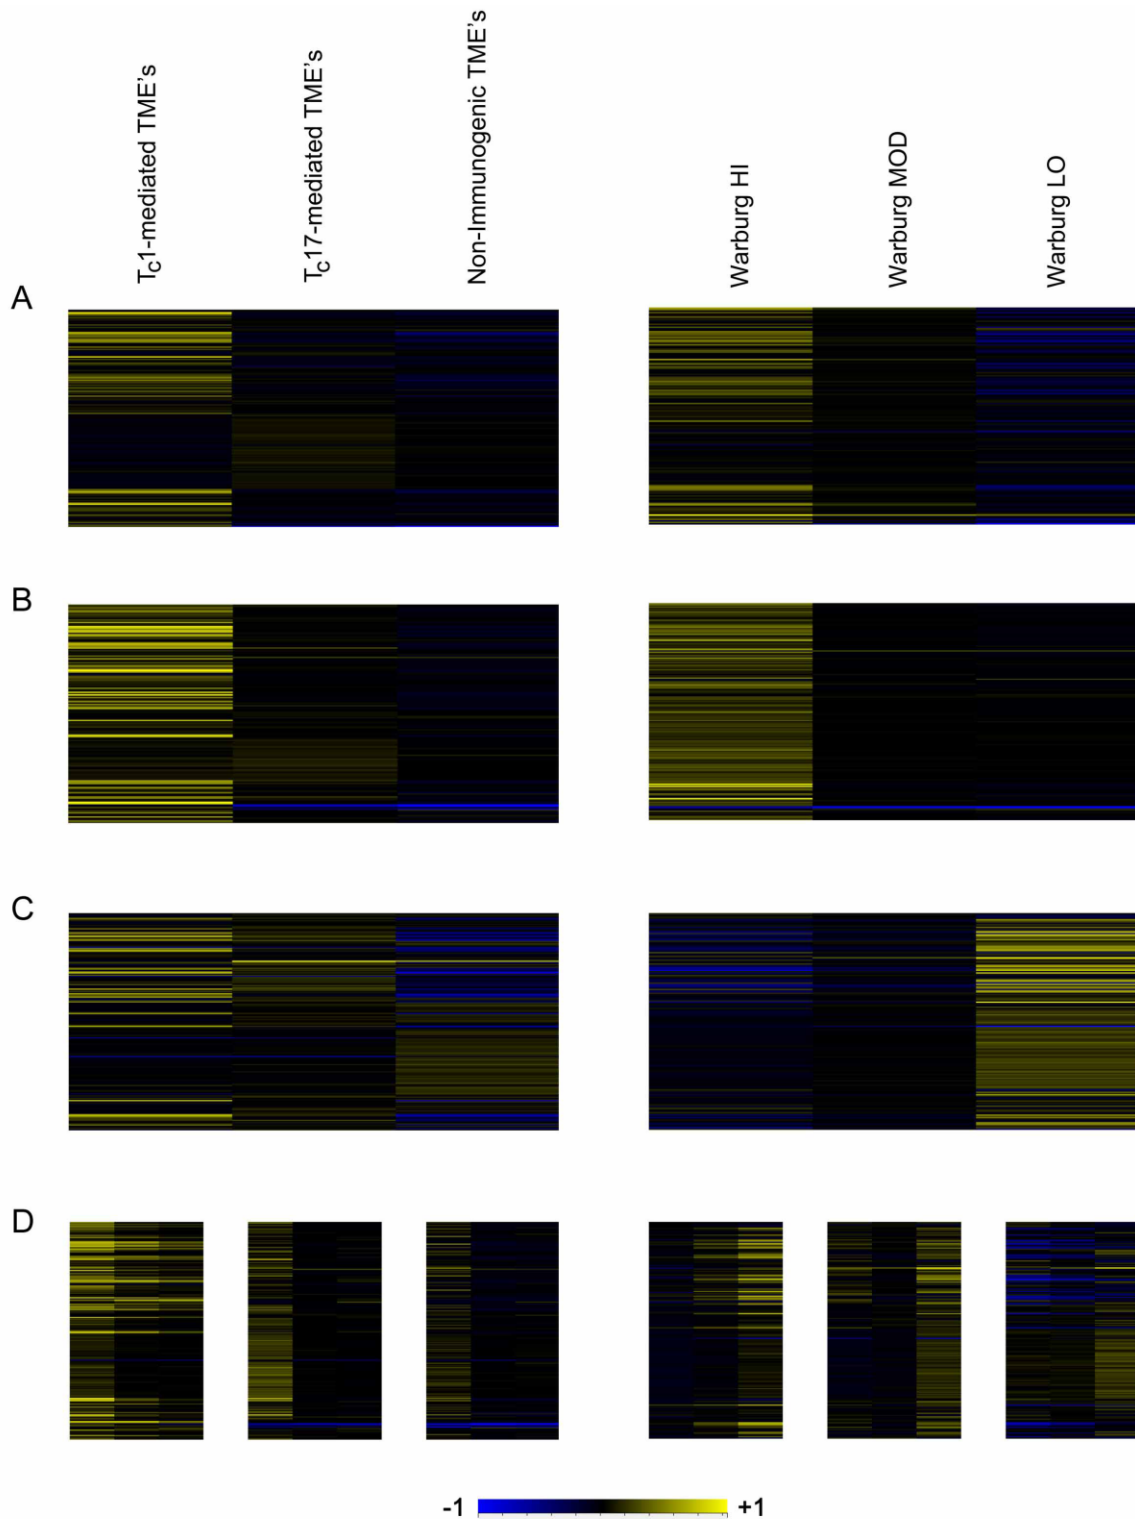 Tc1-mediated TME's
Tc17-mediated TME's
Non-Immunogenic TME's
Warburg HI
Warburg MOD
Warburg LO
A
B
C
D
-1
+1